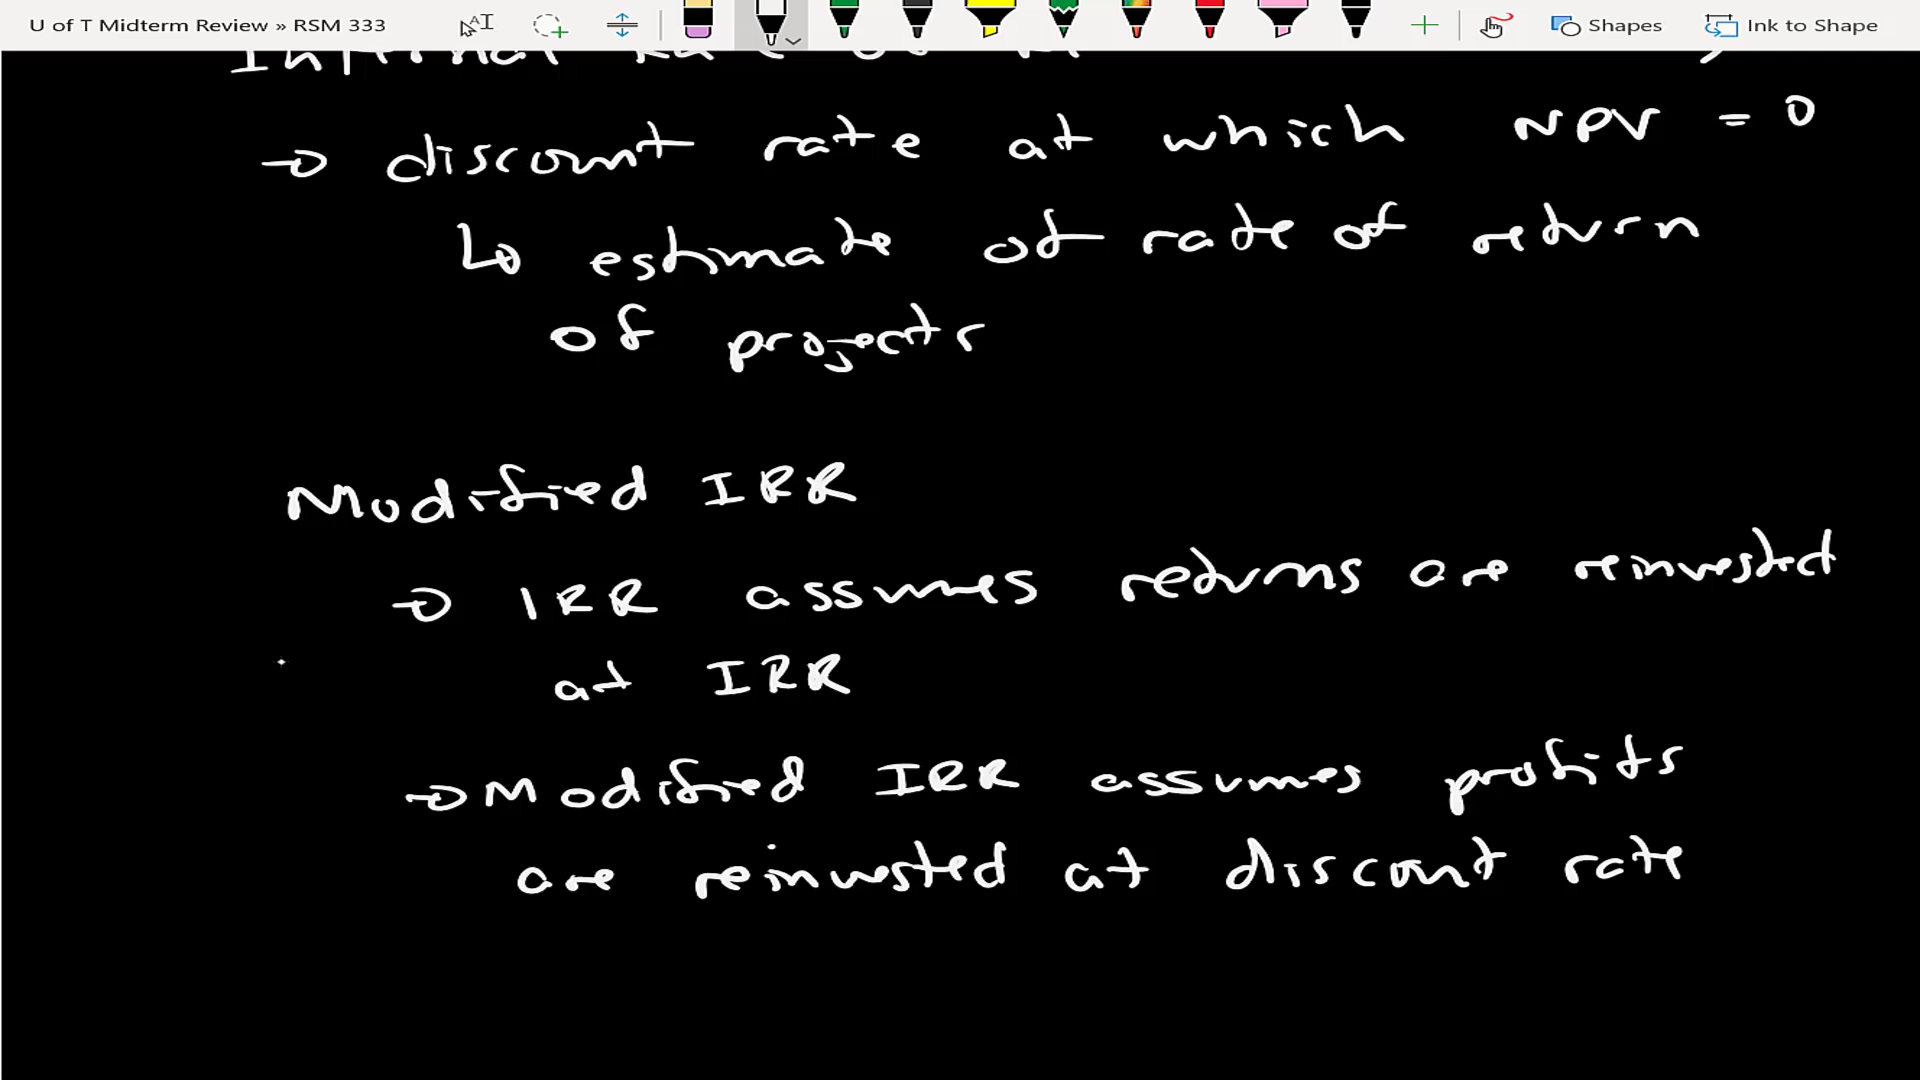 U of T Midterm Review » RSM 333
Shapes
Ink to Shape
→ discount rate at which NPV = 0
↳ estimate of rate of return
of projects
Modified IRR
→ IRR assumes returns are reinvested
at IRR
→ Modified IRR assumes profits
are reinvested at discount rate